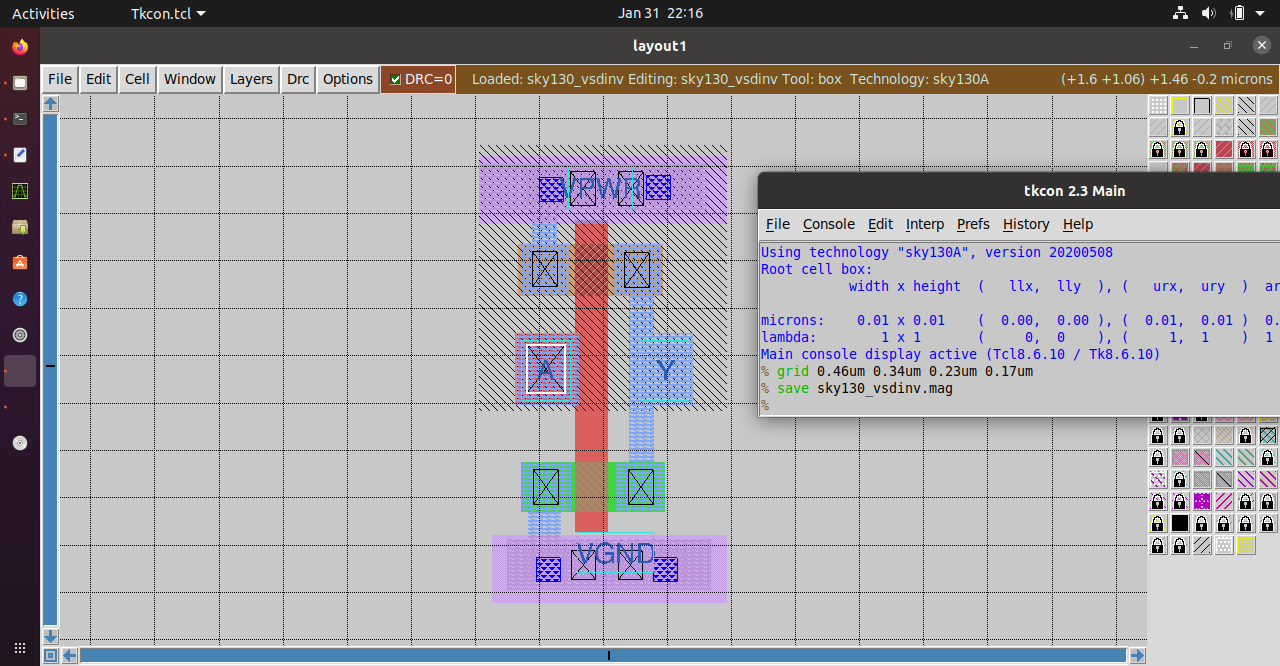 Activities Tkcon.tcl Jan 31 22:16
layout1
File Edit Cell Window Layers Drc Options DRC=0 Loaded: sky130_vsdinv Editing: sky130_vsdinv Tool: box Technology: sky130A (+1.6 +1.06) +1.46 -0.2 microns
VPWR
A
Y
VGND
tkcon 2.3 Main
File Console Edit Interp Prefs History Help
Using technology "sky130A", version 20200508
Root cell box:
width x height ( llx, lly ), ( urx, ury ) ar
microns: 0.01 x 0.01 ( 0.00, 0.00 ), ( 0.01, 0.01 ) 0.
lambda: 1 x 1 ( 0, 0 ), ( 1, 1 ) 1
Main console display active (Tcl8.6.10 / Tk8.6.10)
% grid 0.46um 0.34um 0.23um 0.17um
% save sky130_vsdinv.mag
%